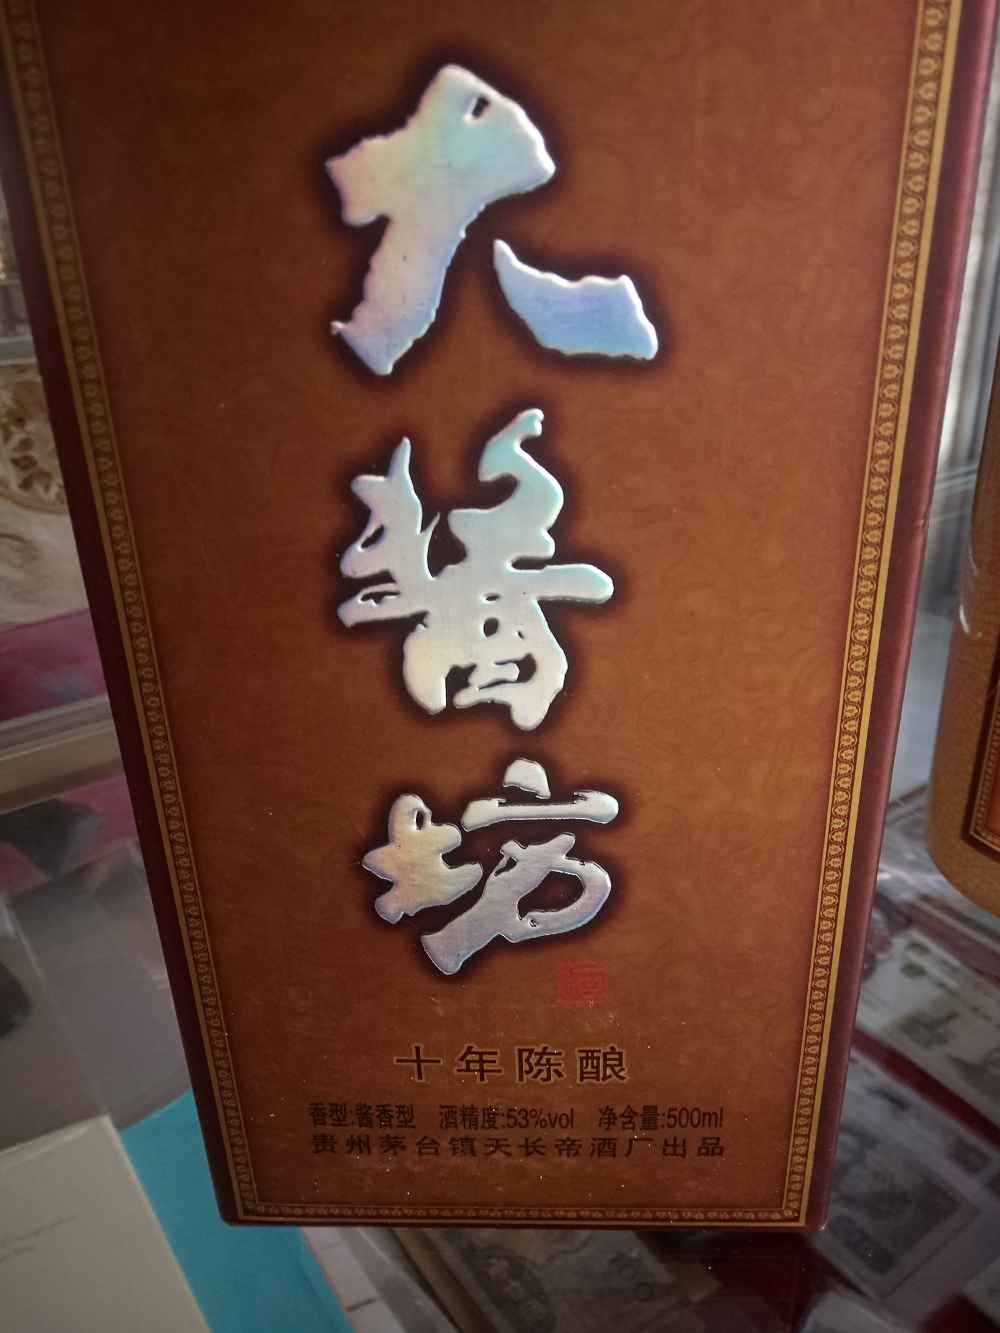 大酱坊
十年陈酿
香型:酱香型 酒精度:53%vol 净含量:500ml
贵州茅台镇天长帝酒厂出品